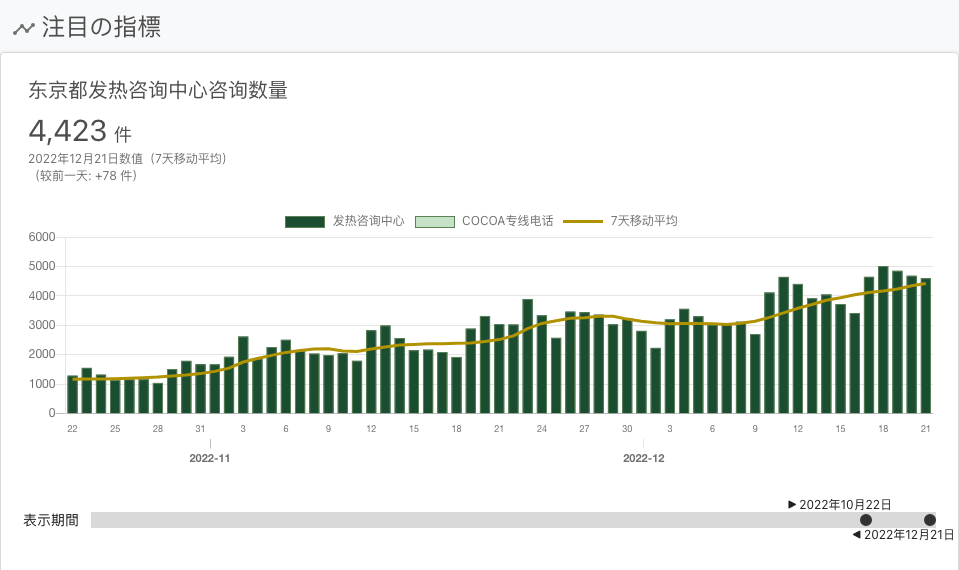 注目の指標
东京都发热咨询中心咨询数量
4,423 件
2022年12月21日数值（7天移动平均）
（较前一天: +78 件）
发热咨询中心 COCOA专线电话 7天移动平均
6000
5000
4000
3000
2000
1000
0
22 25 28 31 3 6 9 12 15 18 21 24 27 30 3 6 9 12 15 18 21
2022-11 2022-12
2022年10月22日
表示期間
2022年12月21日